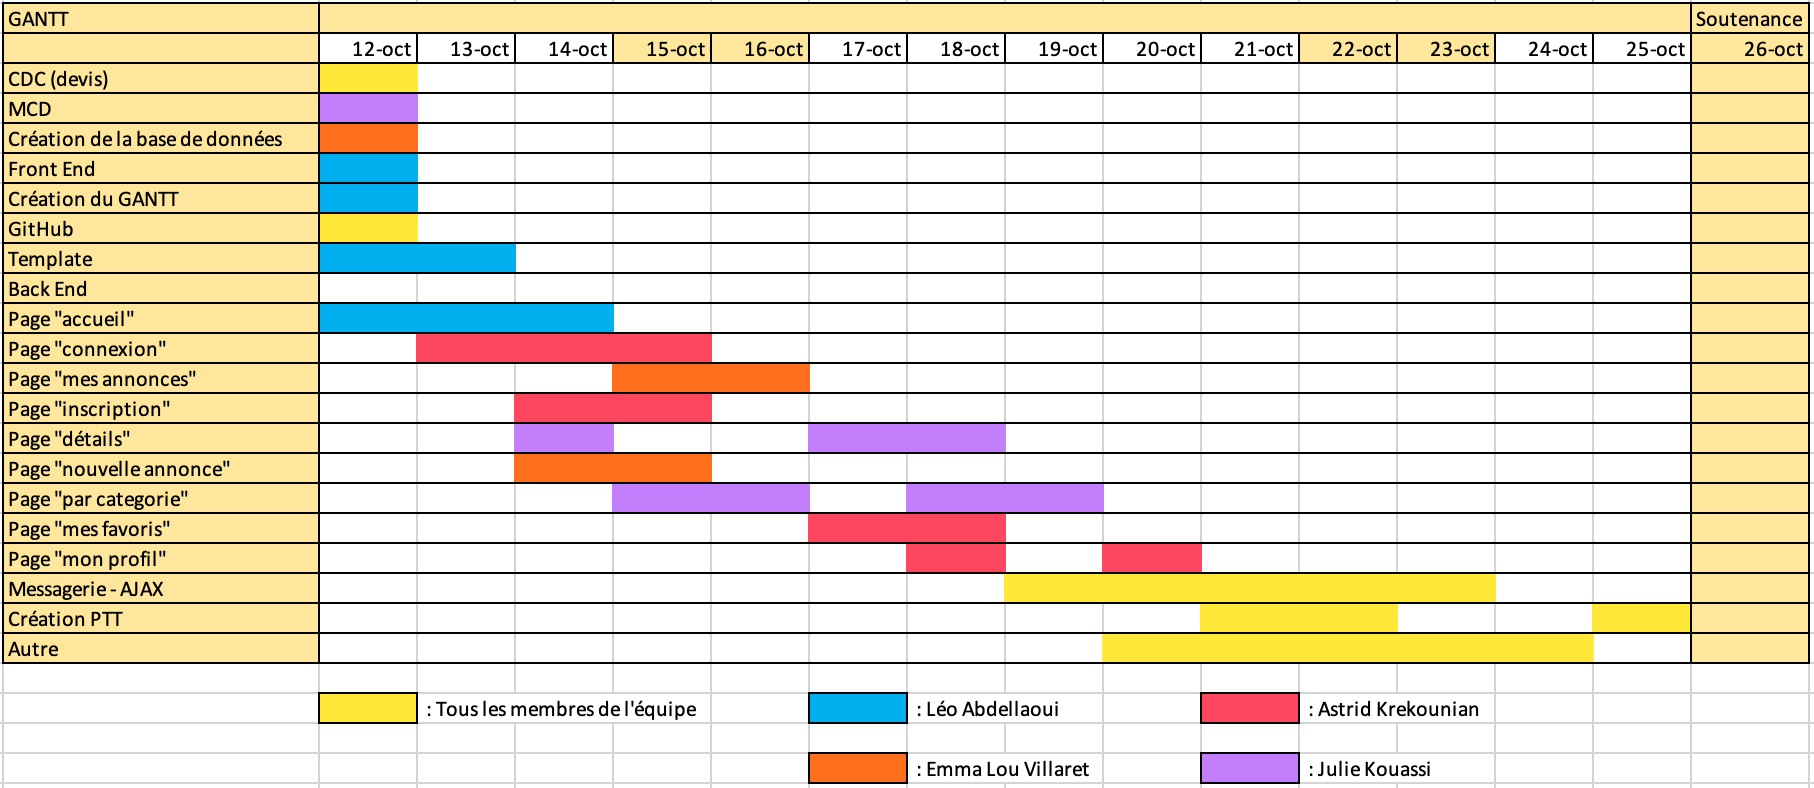 GANTT Soutenance
12-oct 13-oct 14-oct 15-oct 16-oct 17-oct 18-oct 19-oct 20-oct 21-oct 22-oct 23-oct 24-oct 25-oct 26-oct
CDC (devis)
MCD
Création de la base de données
Front End
Création du GANTT
GitHub
Template
Back End
Page "accueil"
Page "connexion"
Page "mes annonces"
Page "inscription"
Page "détails"
Page "nouvelle annonce"
Page "par categorie"
Page "mes favoris"
Page "mon profil"
Messagerie - AJAX
Création PTT
Autre
: Tous les membres de l'équipe : Léo Abdellaoui : Astrid Krekounian
: Emma Lou Villaret : Julie Kouassi